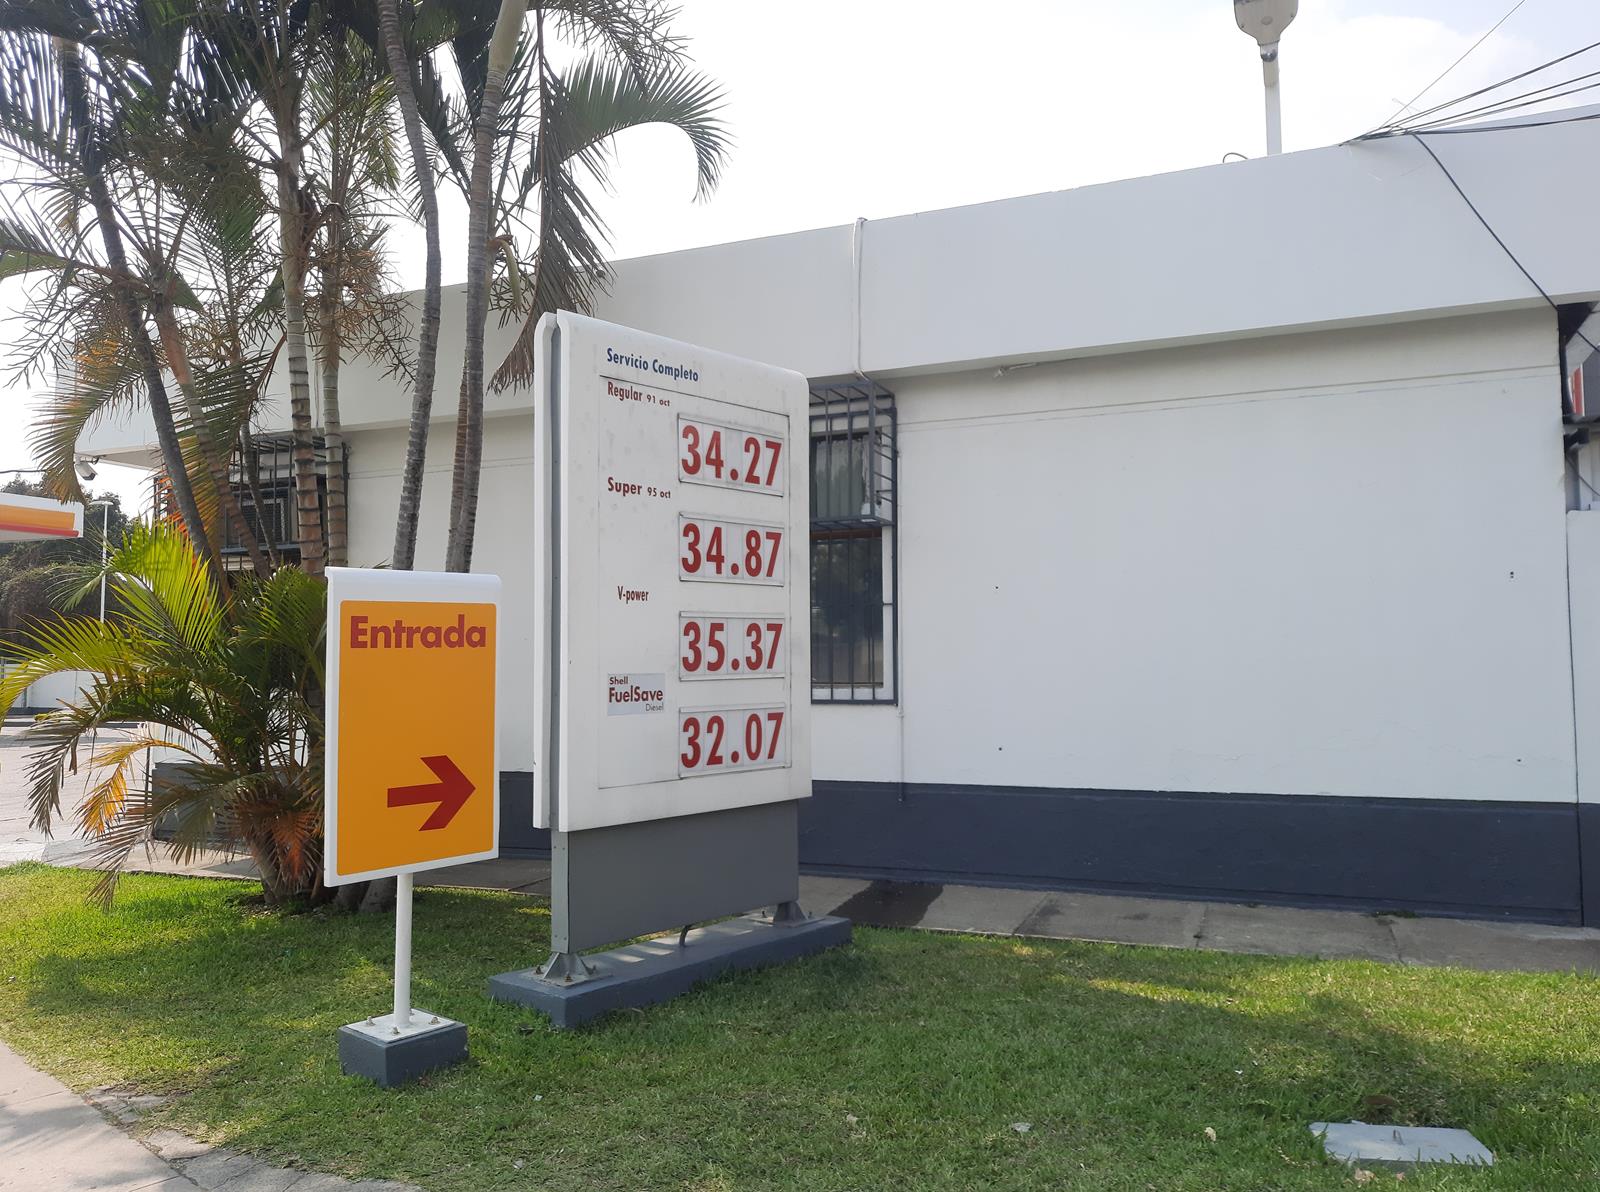 Servicio Completo
Regular 91 oct
34.27
Super 95 oct
34.87
V-power
35.37
Shell
FuelSave
Diesel
32.07
Entrada